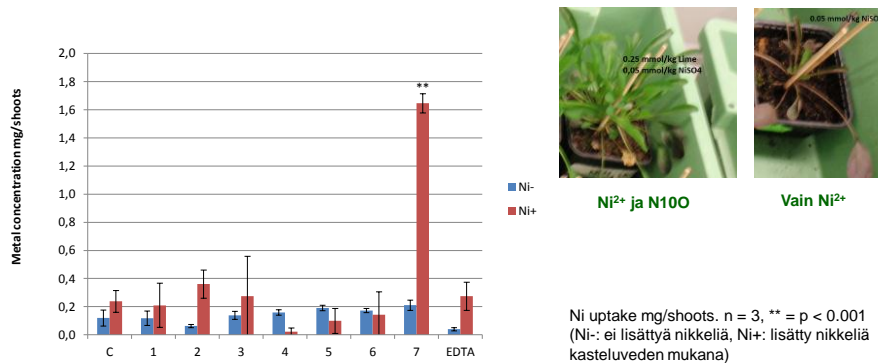 2,0
1,8
1,6
1,4
1,2
1,0
0,8
0,6
0,4
0,2
0,0
Metal concentration mg/shoots
**
C 1 2 3 4 5 6 7 EDTA
Ni-
Ni+
0.25 mmol/kg Lime
0,05 mmol/kg NiSO4
0.05 mmol/kg NiSO
Ni²⁺ ja N10O
Vain Ni²⁺
Ni uptake mg/shoots. n = 3, ** = p < 0.001
(Ni-: ei lisättyä nikkeliä, Ni+: lisätty nikkeliä
kasteluveden mukana)